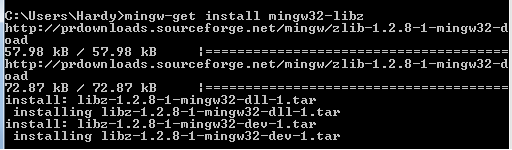 C:\Users\Hardy>mingw-get install mingw32-libz
http://prdownloads.sourceforge.net/mingw/zlib-1.2.8-1-mingw32-d
oad
57.98 kB / 57.98 kB     |=======================================
http://prdownloads.sourceforge.net/mingw/zlib-1.2.8-1-mingw32-d
oad
72.87 kB / 72.87 kB     |=======================================
install: libz-1.2.8-1-mingw32-dll-1.tar
 installing libz-1.2.8-1-mingw32-dll-1.tar
install: libz-1.2.8-1-mingw32-dev-1.tar
 installing libz-1.2.8-1-mingw32-dev-1.tar